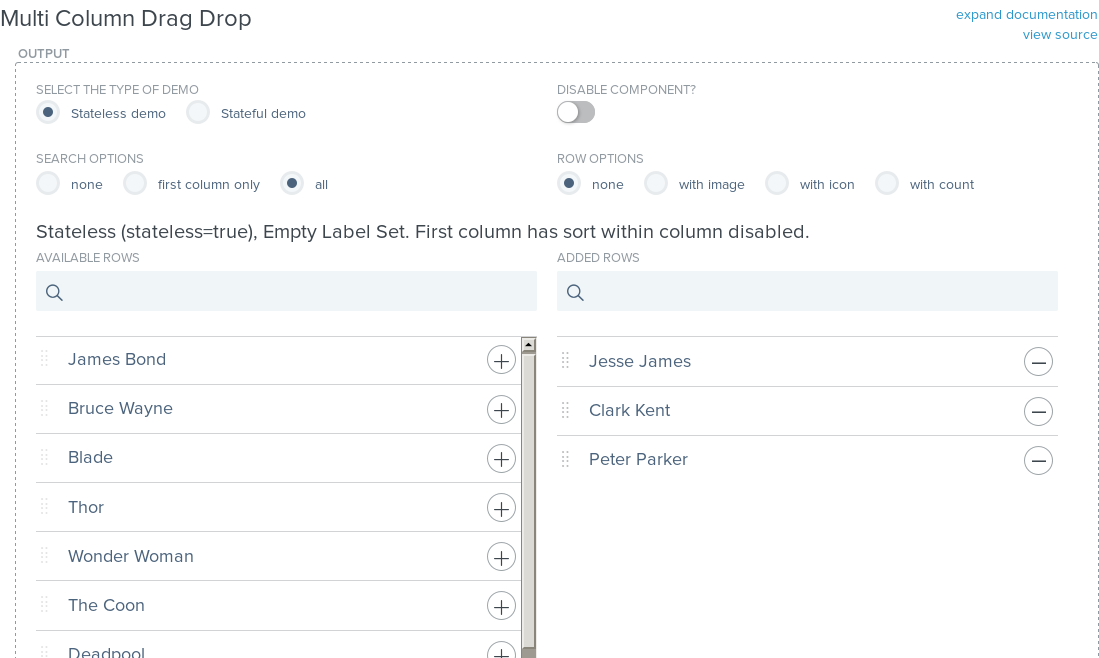 Multi Column Drag Drop
expand documentation
view source
OUTPUT
SELECT THE TYPE OF DEMO
Stateless demo
Stateful demo
DISABLE COMPONENT?
SEARCH OPTIONS
none
first column only
all
ROW OPTIONS
none
with image
with icon
with count
Stateless (stateless=true), Empty Label Set. First column has sort within column disabled.
AVAILABLE ROWS
James Bond
Bruce Wayne
Blade
Thor
Wonder Woman
The Coon
Deadpool
ADDED ROWS
Jesse James
Clark Kent
Peter Parker